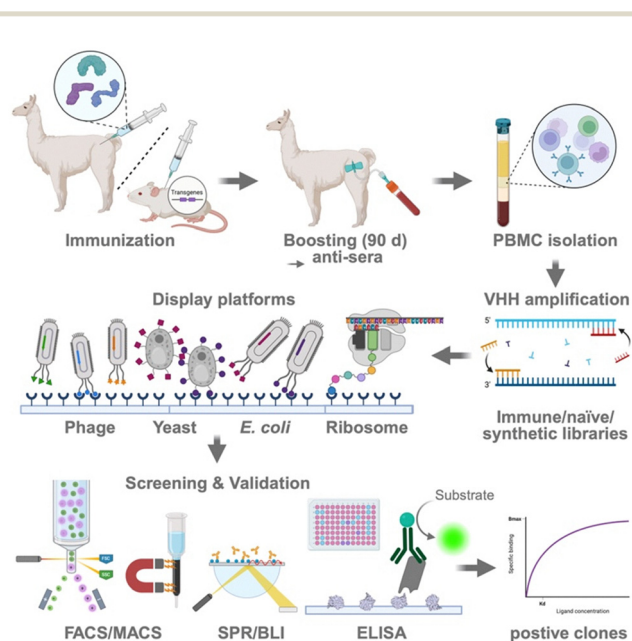 Transgenes
Immunization
Boosting (90 d)
anti-sera
PBMC isolation
Display platforms
VHH amplification
5'
3'
Phage
Yeast
E. coli
Ribosome
Immune/naïve/
synthetic libraries
Screening & Validation
Substrate
FSC
SSC
Bmax
Specific binding
Kd
Ligand concentration
FACS/MACS
SPR/BLI
ELISA
postive clones